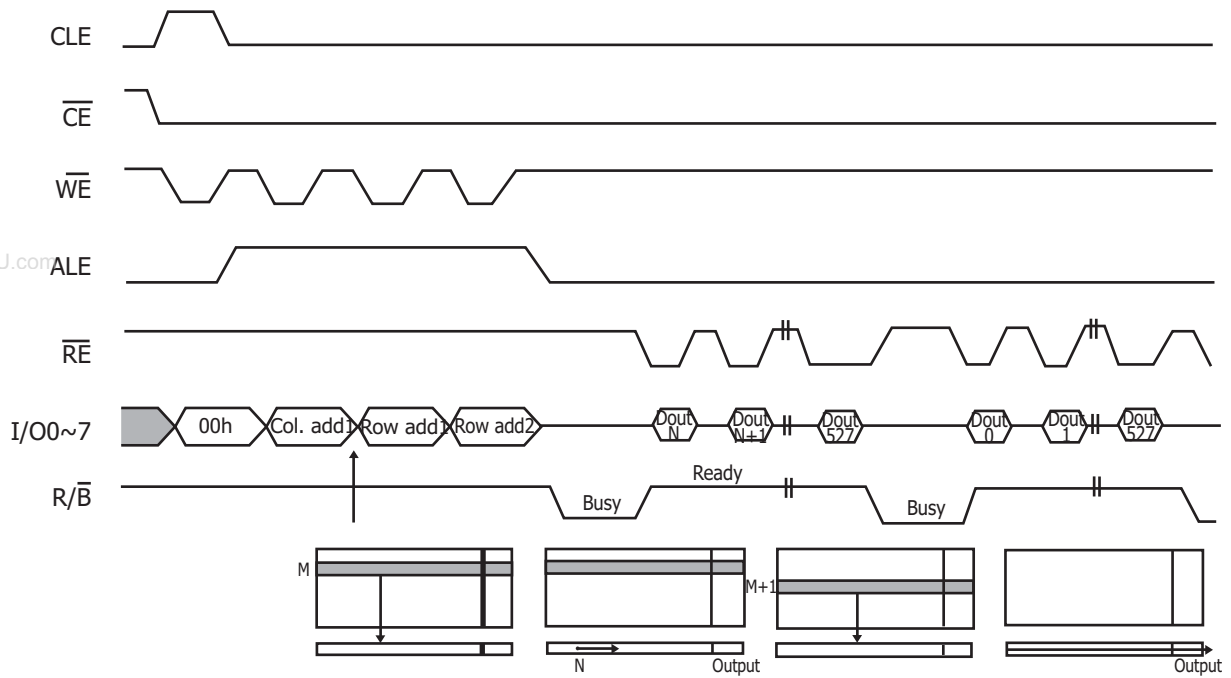 CLE
CE
WE
J.com
ALE
RE
I/O0~7 00h Col. add1 Row add1 Row add2 Dout N Dout N+1 Dout 527 Dout 0 Dout 1 Dout 527
R/B Busy Ready Busy
M M+1
N Output Output